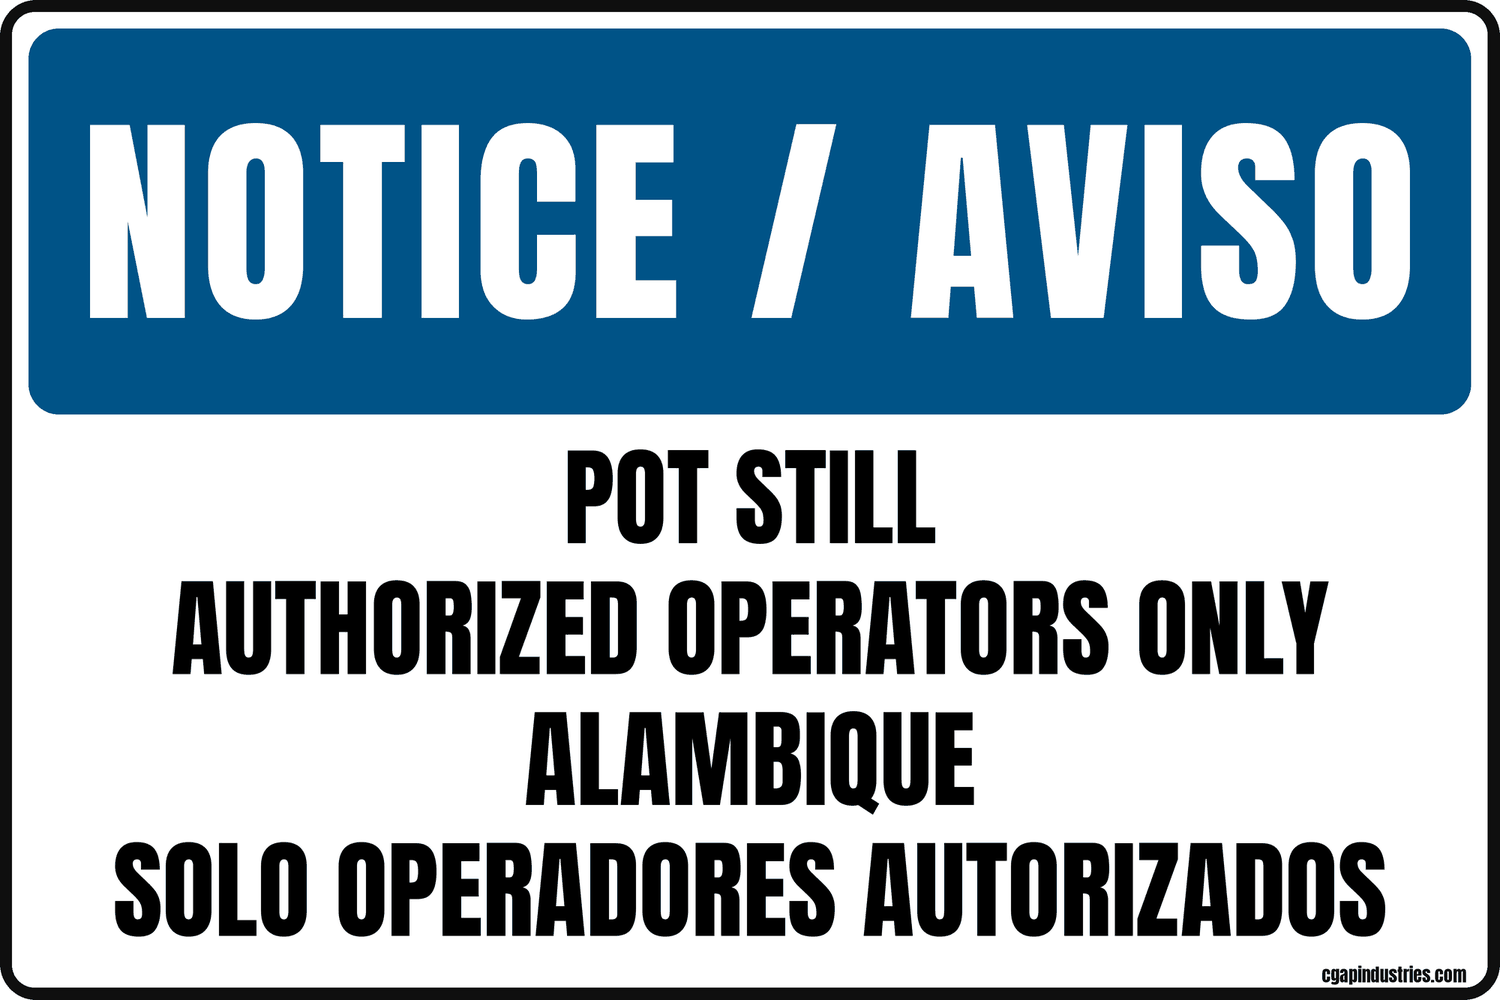 NOTICE / AVISO
POT STILL
AUTHORIZED OPERATORS ONLY
ALAMBIQUE
SOLO OPERADORES AUTORIZADOS
cgapindustries.com